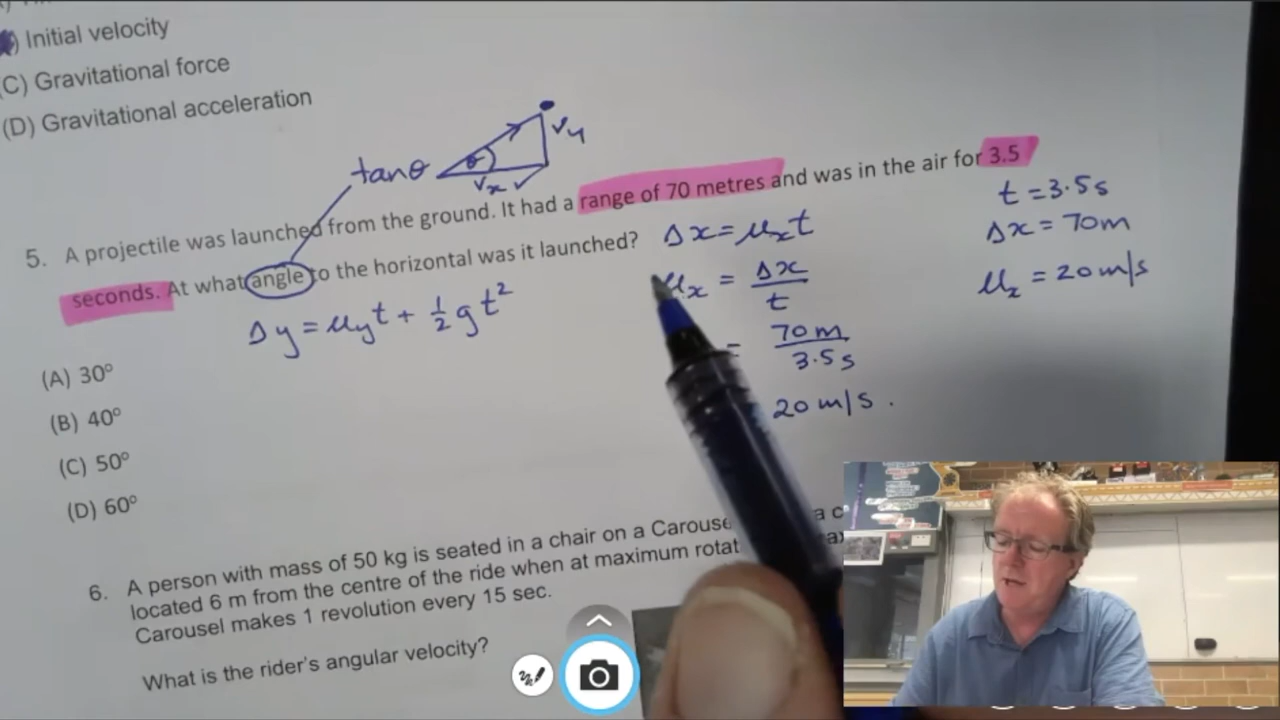 Initial velocity
(C) Gravitational force
(D) Gravitational acceleration
tanθ
θ
Vx ✓
Vy
5. A projectile was launched from the ground. It had a range of 70 metres and was in the air for 3.5
seconds. At what angle to the horizontal was it launched?
Δy = uyt + ½gt²
Δx = uxt
ux = Δx/t
= 70m/3.5s
20 m/s.
t = 3.5s
Δx = 70m
ux = 20 m/s
(A) 30°
(B) 40°
(C) 50°
(D) 60°
6. A person with mass of 50 kg is seated in a chair on a Carouse
located 6 m from the centre of the ride when at maximum rotat
Carousel makes 1 revolution every 15 sec.
What is the rider's angular velocity?